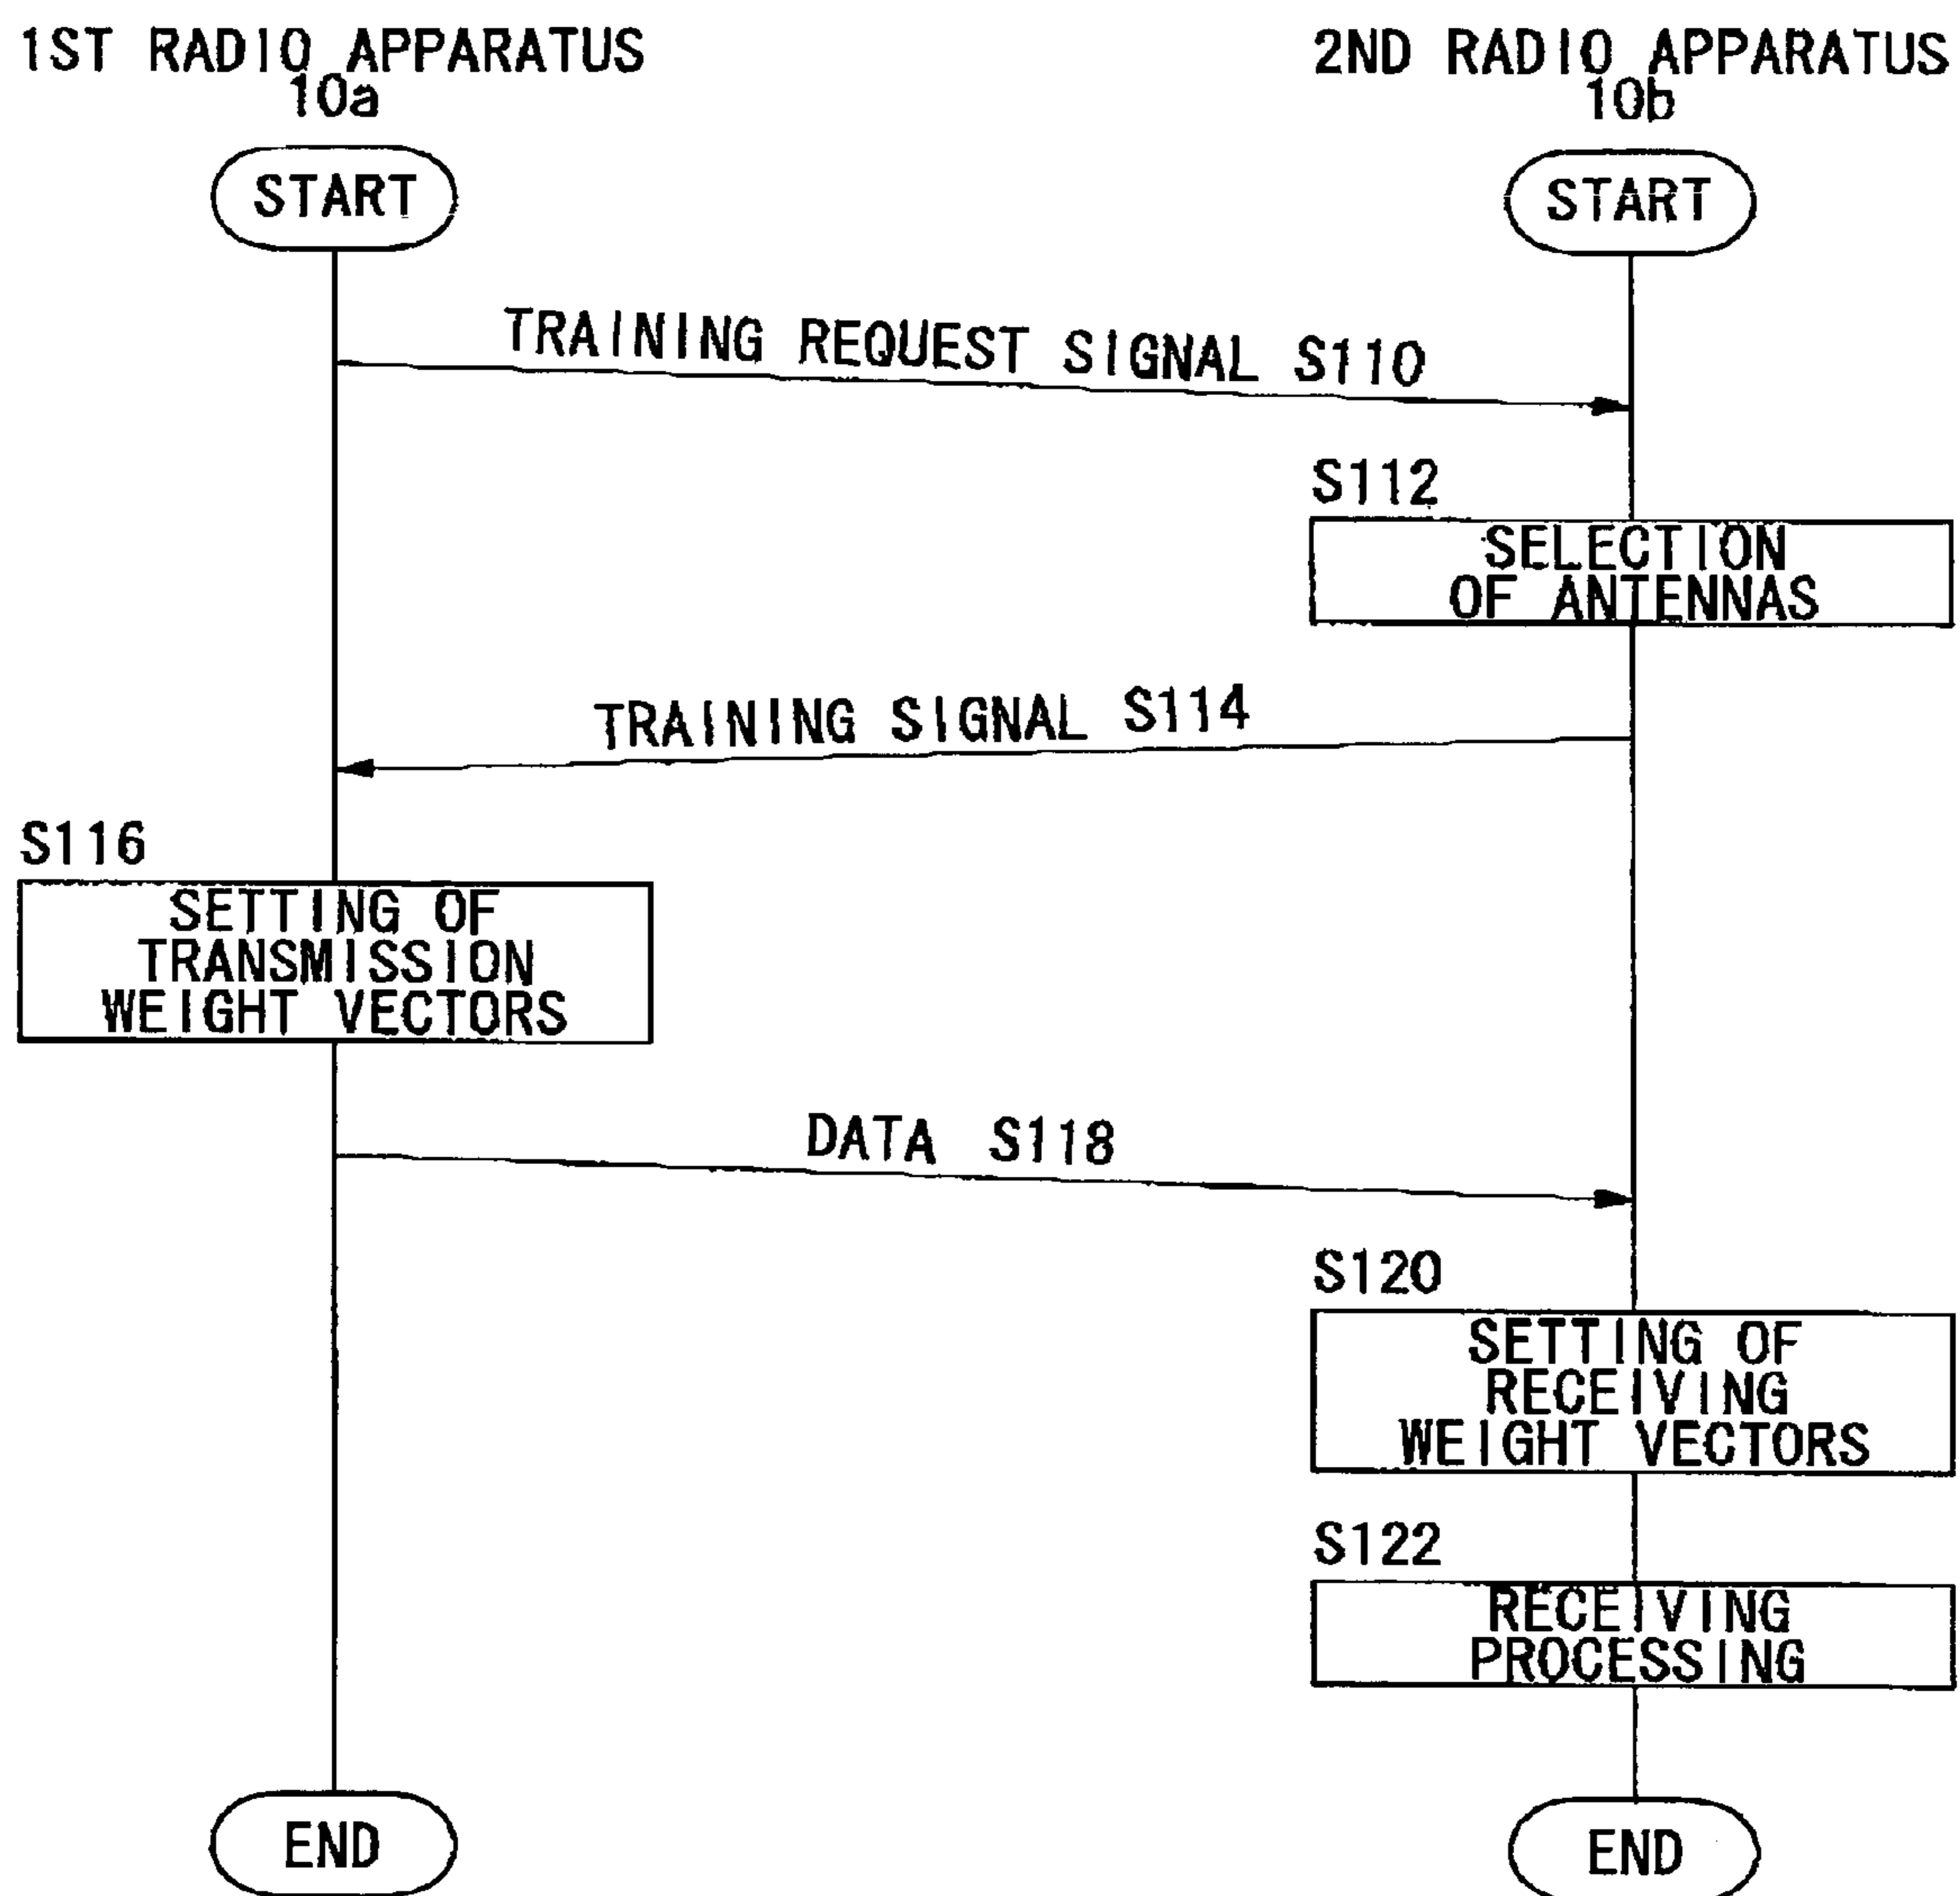 1ST RADIO APPARATUS
10a
2ND RADIO APPARATUS
10b
START
START
TRAINING REQUEST SIGNAL S110
S112
SELECTION
OF ANTENNAS
TRAINING SIGNAL S114
S116
SETTING OF
TRANSMISSION
WEIGHT VECTORS
DATA S118
S120
SETTING OF
RECEIVING
WEIGHT VECTORS
S122
RECEIVING
PROCESSING
END
END